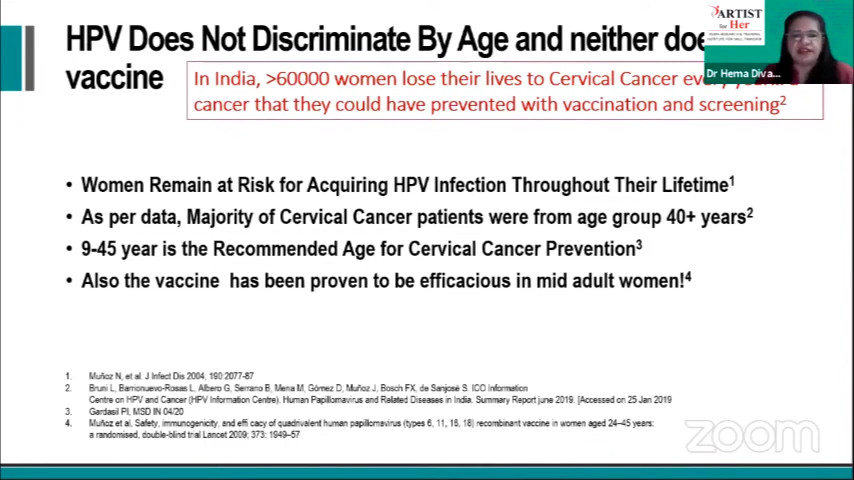 HPV Does Not Discriminate By Age and neither doe
vaccine
In India, >60000 women lose their lives to Cervical Cancer every
cancer that they could have prevented with vaccination and screening2
ARTIST
for Her
Dr Hema Diva...
• Women Remain at Risk for Acquiring HPV Infection Throughout Their Lifetime1
• As per data, Majority of Cervical Cancer patients were from age group 40+ years2
• 9-45 year is the Recommended Age for Cervical Cancer Prevention3
• Also the vaccine has been proven to be efficacious in mid adult women!4
1. Muñoz N, et al. J Infect Dis 2004; 190:2077-87
2. Bruni L, Barrionuevo-Rosas L, Albero G, Serrano B, Mena M, Gómez D, Muñoz J, Bosch FX, de Sanjosé S. ICO Information
Centre on HPV and Cancer (HPV Information Centre). Human Papillomavirus and Related Diseases in India. Summary Report june 2019. [Accessed on 25 Jan 2019
3. Gardasil PI, MSD IN 04/20
4. Muñoz et al, Safety, immunogenicity, and effi cacy of quadrivalent human papillomavirus (types 6, 11, 16, 18) recombinant vaccine in women aged 24–45 years:
a randomised, double-blind trial Lancet 2009; 373: 1949–57
zoom